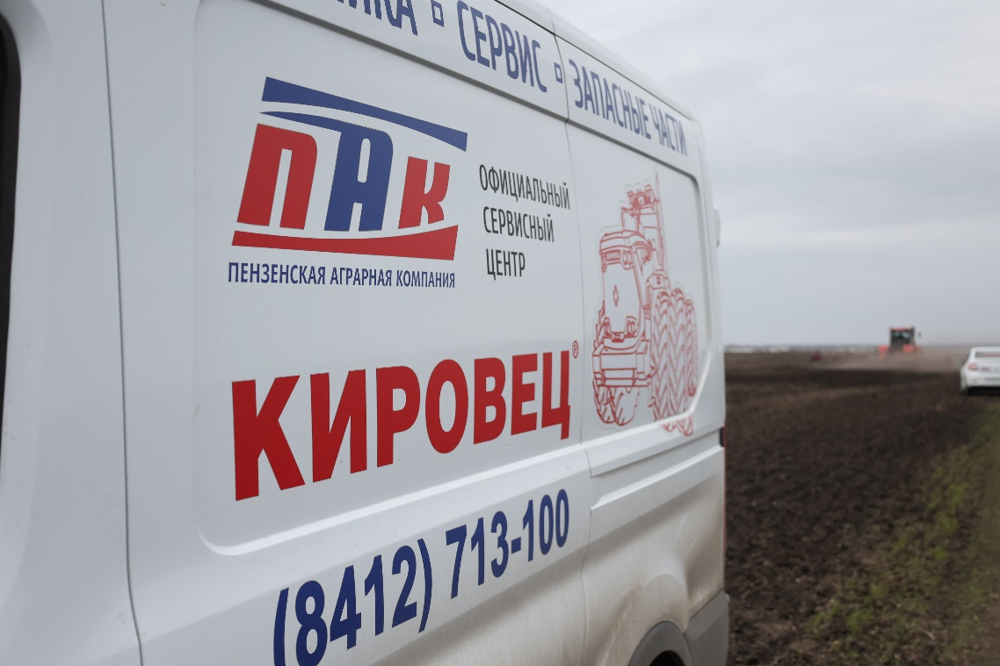 СЕРВИС ▫ ЗАПАСНЫЕ ЧАСТИ
ПАК
ПЕНЗЕНСКАЯ АГРАРНАЯ КОМПАНИЯ
ОФИЦИАЛЬНЫЙ
СЕРВИСНЫЙ
ЦЕНТР
КИРОВЕЦ®
(8412) 713-100